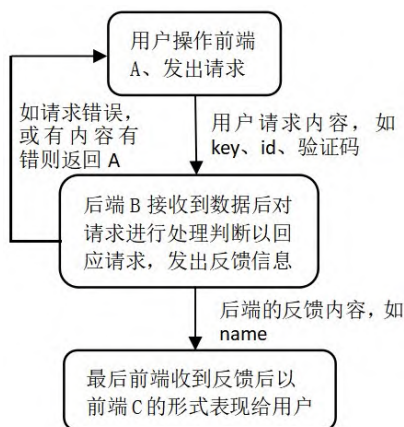 用户操作前端
A、发出请求
如请求错误，
或有内容有
错则返回 A
用户请求内容，如
key、id、验证码
后端 B 接收到数据后对
请求进行处理判断以回
应请求，发出反馈信息
后端的反馈内容，如
name
最后前端收到反馈后以
前端 C 的形式表现给用户